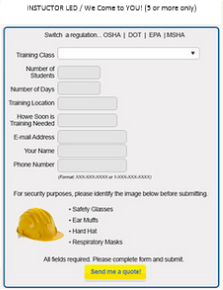 INSTUCTOR LED / We Come to YOU! (5 or more only)
Switch a regulation... OSHA | DOT | EPA | MSHA
Training Class
Number of
Students
Number of Days
Training Location
Howe Soon is
Training Needed
E-mail Address
Your Name
Phone Number
(Format: XXX-XXX-XXXX or 1-XXX-XXX-XXXX)
For security purposes, please identify the image below before submitting.
• Safety Glasses
• Ear Muffs
• Hard Hat
• Respiratory Masks
All fields required. Please complete form and submit.
Send me a quote!